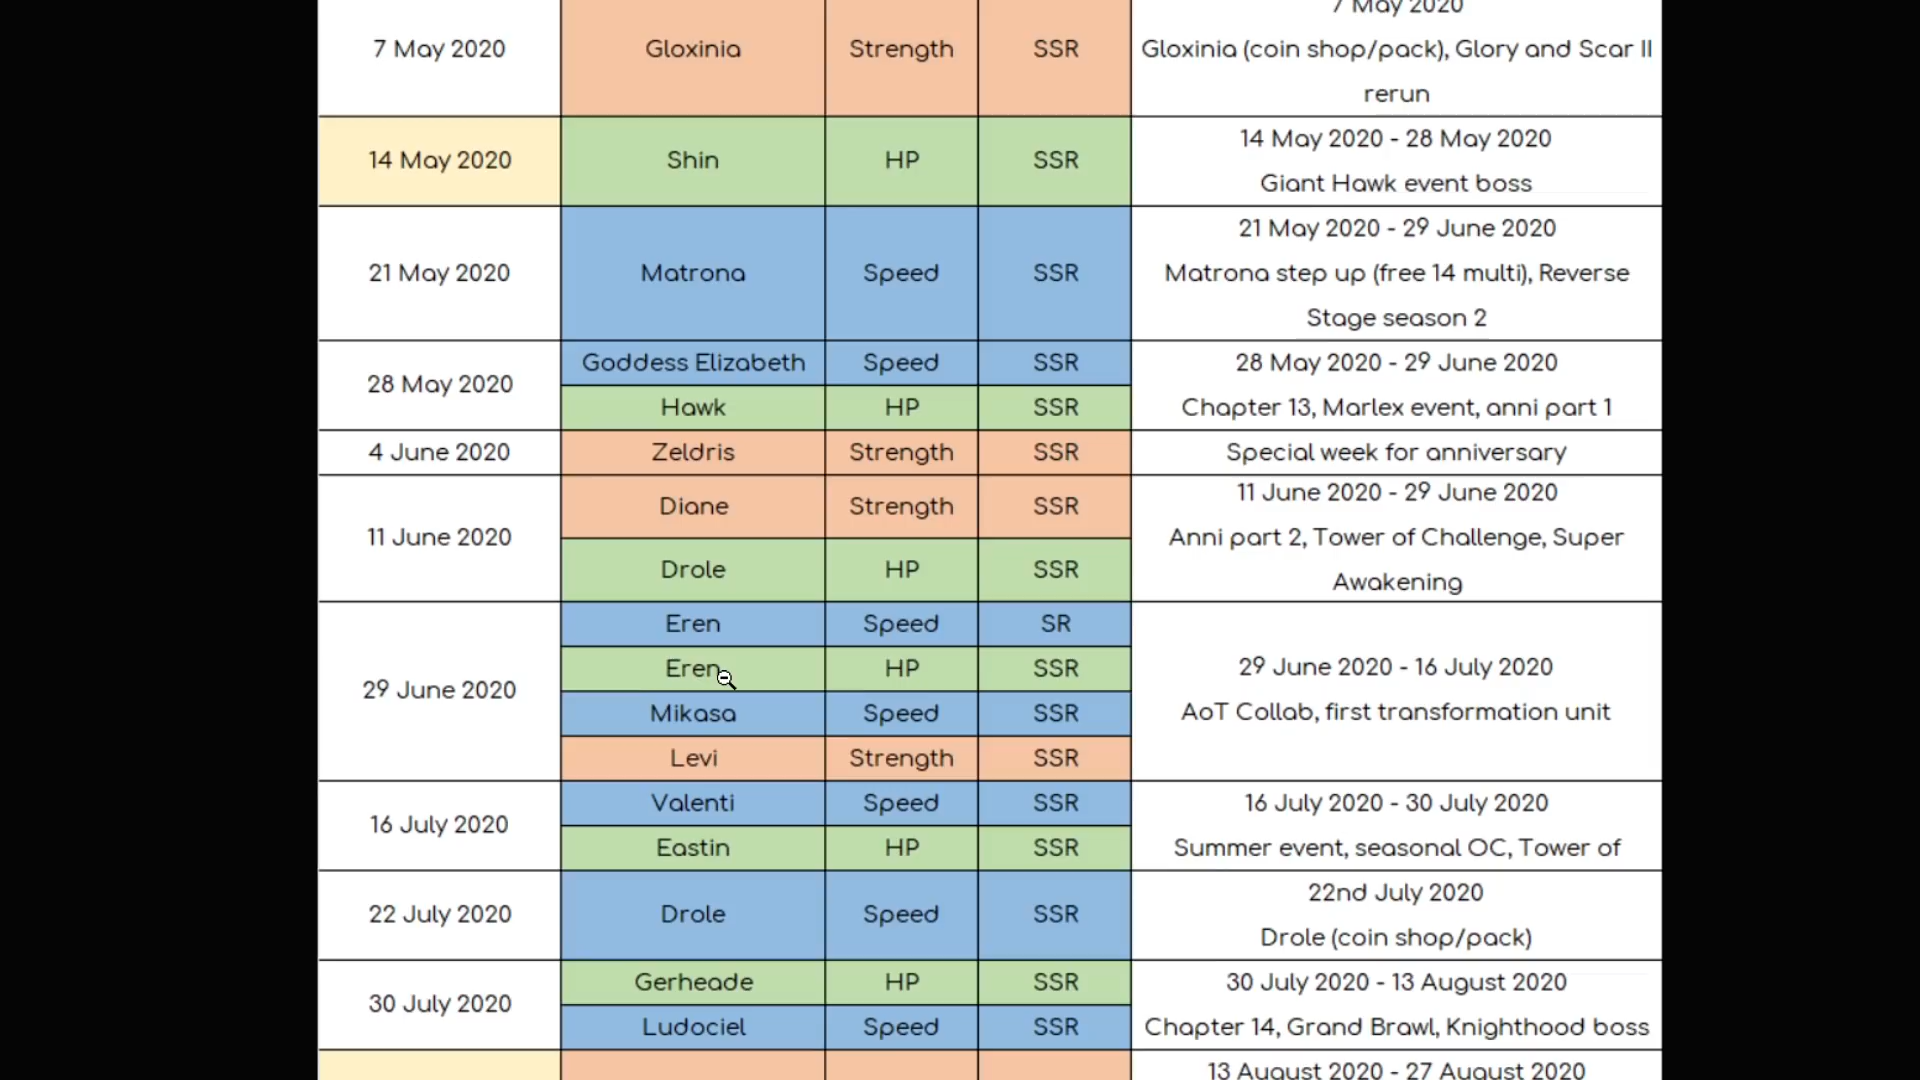 7 May 2020
7 May 2020 Gloxinia Strength SSR Gloxinia (coin shop/pack), Glory and Scar II
rerun
14 May 2020 - 28 May 2020
14 May 2020 Shin HP SSR
Giant Hawk event boss
21 May 2020 - 29 June 2020
21 May 2020 Matrona Speed SSR Matrona step up (free 14 multi), Reverse
Stage season 2
Goddess Elizabeth Speed SSR 28 May 2020 - 29 June 2020
28 May 2020
Hawk HP SSR Chapter 13, Marlex event, anni part 1
4 June 2020 Zeldris Strength SSR Special week for anniversary
11 June 2020 - 29 June 2020
Diane Strength SSR
11 June 2020 Anni part 2, Tower of Challenge, Super
Drole HP SSR
Awakening
Eren Speed SR
Eren HP SSR 29 June 2020 - 16 July 2020
29 June 2020
Mikasa Speed SSR AoT Collab, first transformation unit
Levi Strength SSR
Valenti Speed SSR 16 July 2020 - 30 July 2020
16 July 2020
Eastin HP SSR Summer event, seasonal OC, Tower of
22nd July 2020
22 July 2020 Drole Speed SSR
Drole (coin shop/pack)
Gerheade HP SSR 30 July 2020 - 13 August 2020
30 July 2020
Ludociel Speed SSR Chapter 14, Grand Brawl, Knighthood boss
13 August 2020 - 27 August 2020